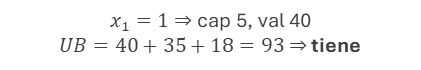 x₁ = 1 ⇒ cap 5, val 40
UB = 40 + 35 + 18 = 93 ⇒ tiene